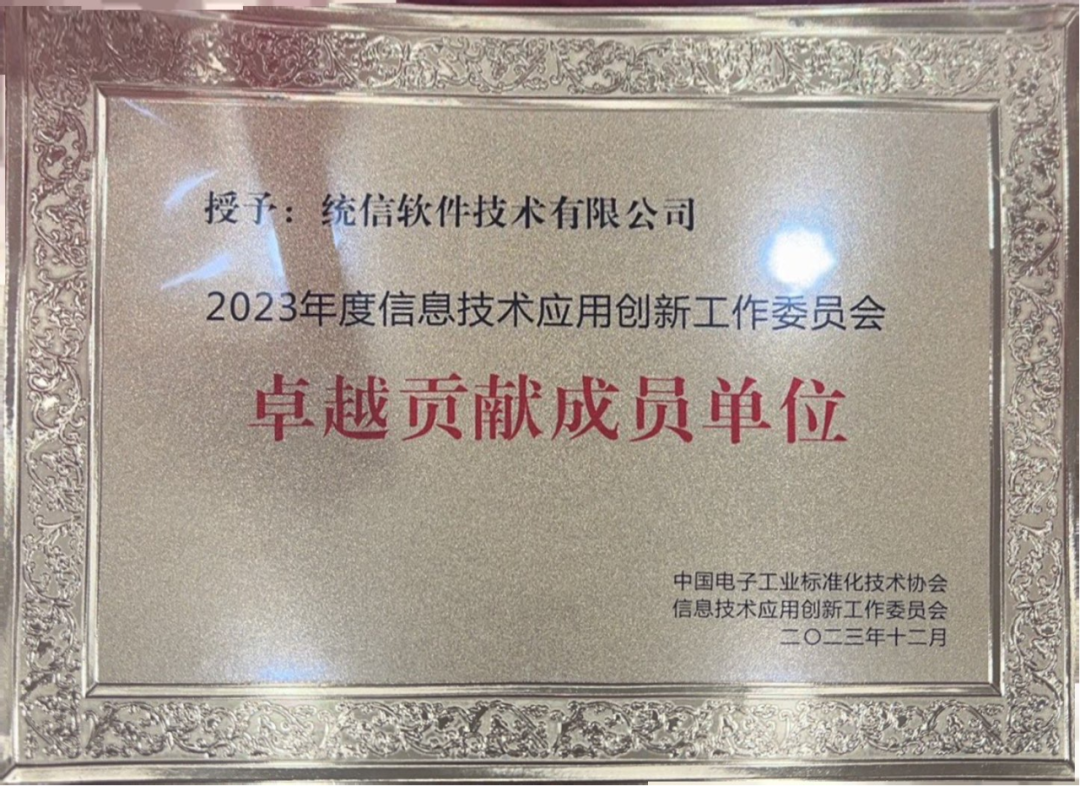 授予：统信软件技术有限公司
2023年度信息技术应用创新工作委员会
卓越贡献成员单位
中国电子工业标准化技术协会
信息技术应用创新工作委员会
二〇二三年十二月